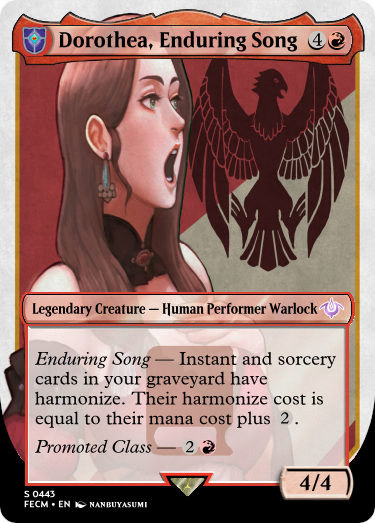 Dorothea, Enduring Song 4
Legendary Creature — Human Performer Warlock
Enduring Song — Instant and sorcery
cards in your graveyard have
harmonize. Their harmonize cost is
equal to their mana cost plus 2 .
Promoted Class — 2
4/4
S 0443
FECM • EN NANBUYASUMI